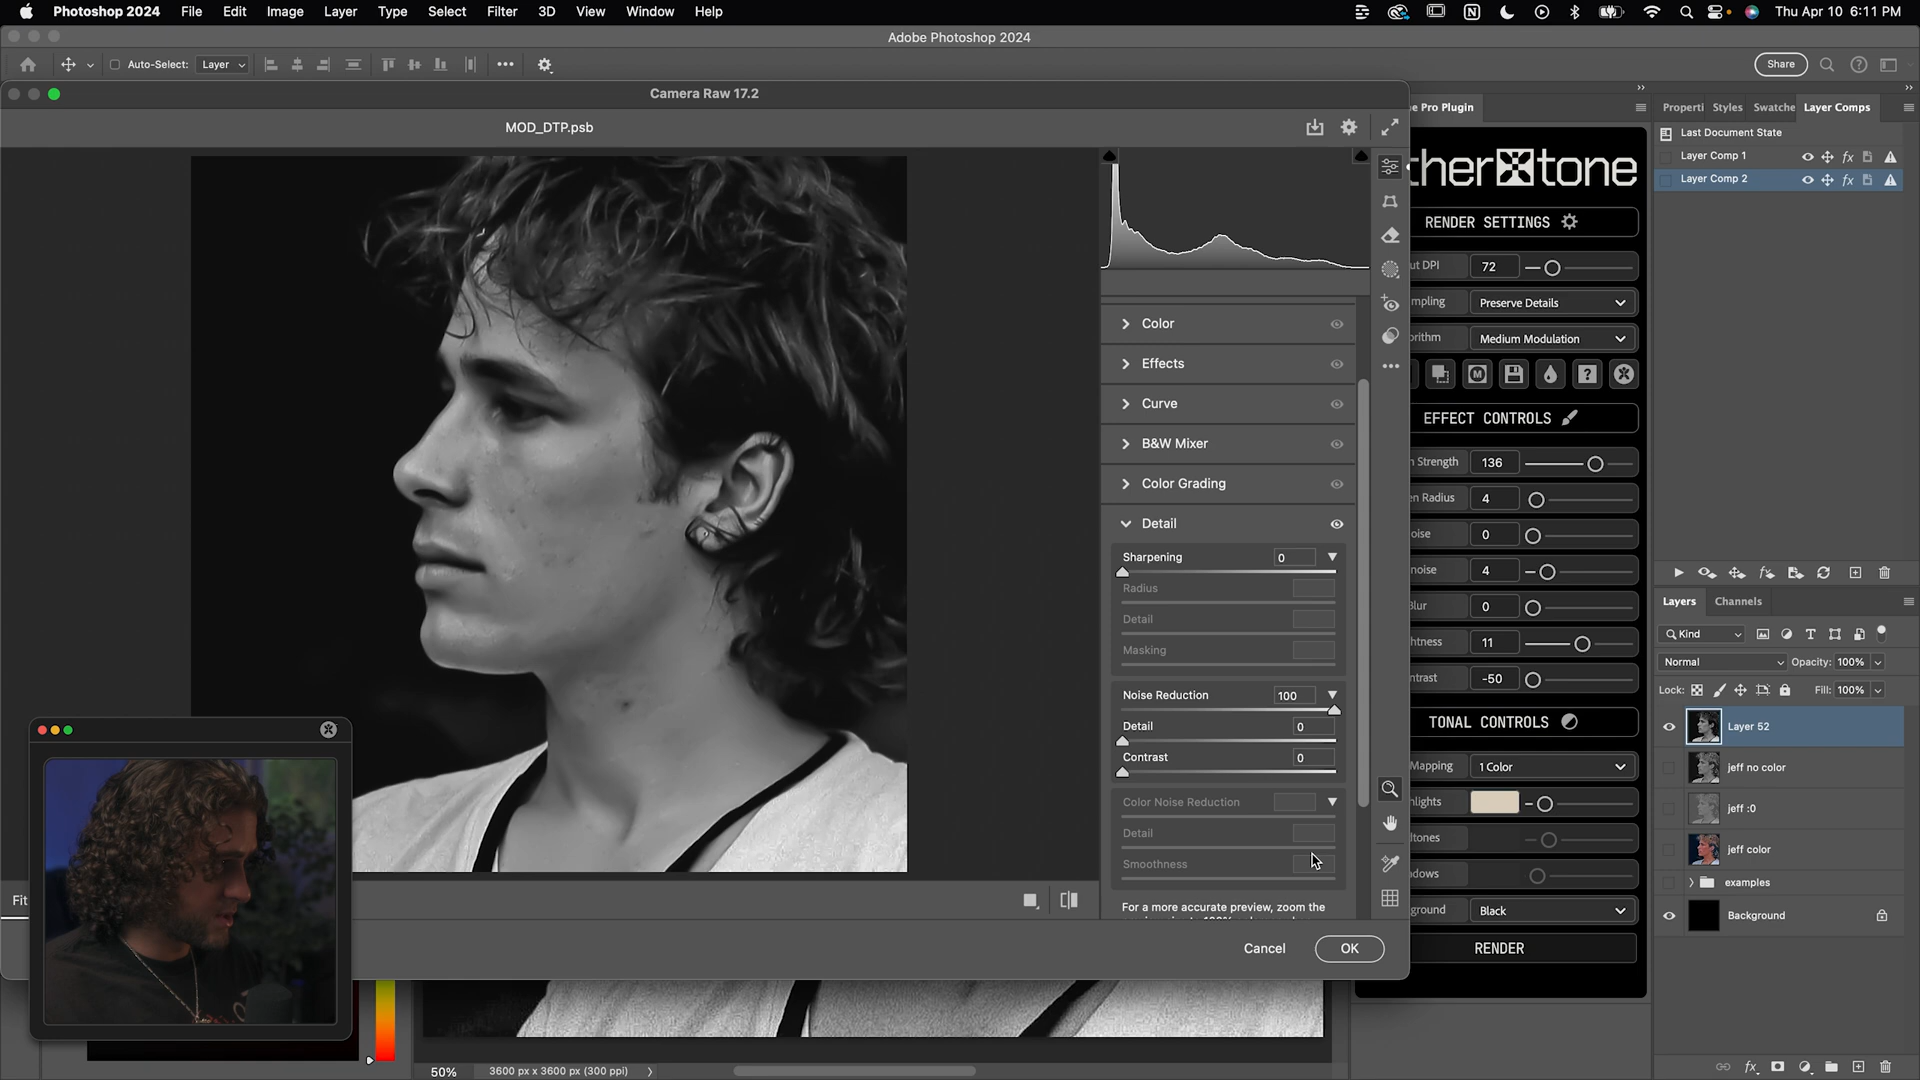 Photoshop 2024 File Edit Image Layer Type Select Filter 3D View Window Help Thu Apr 10 6:11 PM
Adobe Photoshop 2024
Auto-Select: Layer Share
Camera Raw 17.2
MOD_DTP.psb
Color
Effects
Curve
B&W Mixer
Color Grading
Detail
Sharpening 0
Radius
Detail
Masking
Noise Reduction 100
Detail 0
Contrast 0
Color Noise Reduction
Detail
Smoothness
For a more accurate preview, zoom the
Fit
Cancel OK
50% 3600 px x 3600 px (300 ppi)
e Pro Plugin
ther tone
RENDER SETTINGS
ut DPI 72
mpling Preserve Details
rithm Medium Modulation
EFFECT CONTROLS
n Strength 136
en Radius 4
oise 0
noise 4
Blur 0
htness 11
ntrast -50
TONAL CONTROLS
Mapping 1 Color
hlights
ltones
dows
ground Black
RENDER
Properti Styles Swatche Layer Comps
Last Document State
Layer Comp 1
Layer Comp 2
Layers Channels
Kind
Normal Opacity: 100%
Lock: Fill: 100%
Layer 52
jeff no color
jeff :0
jeff color
examples
Background